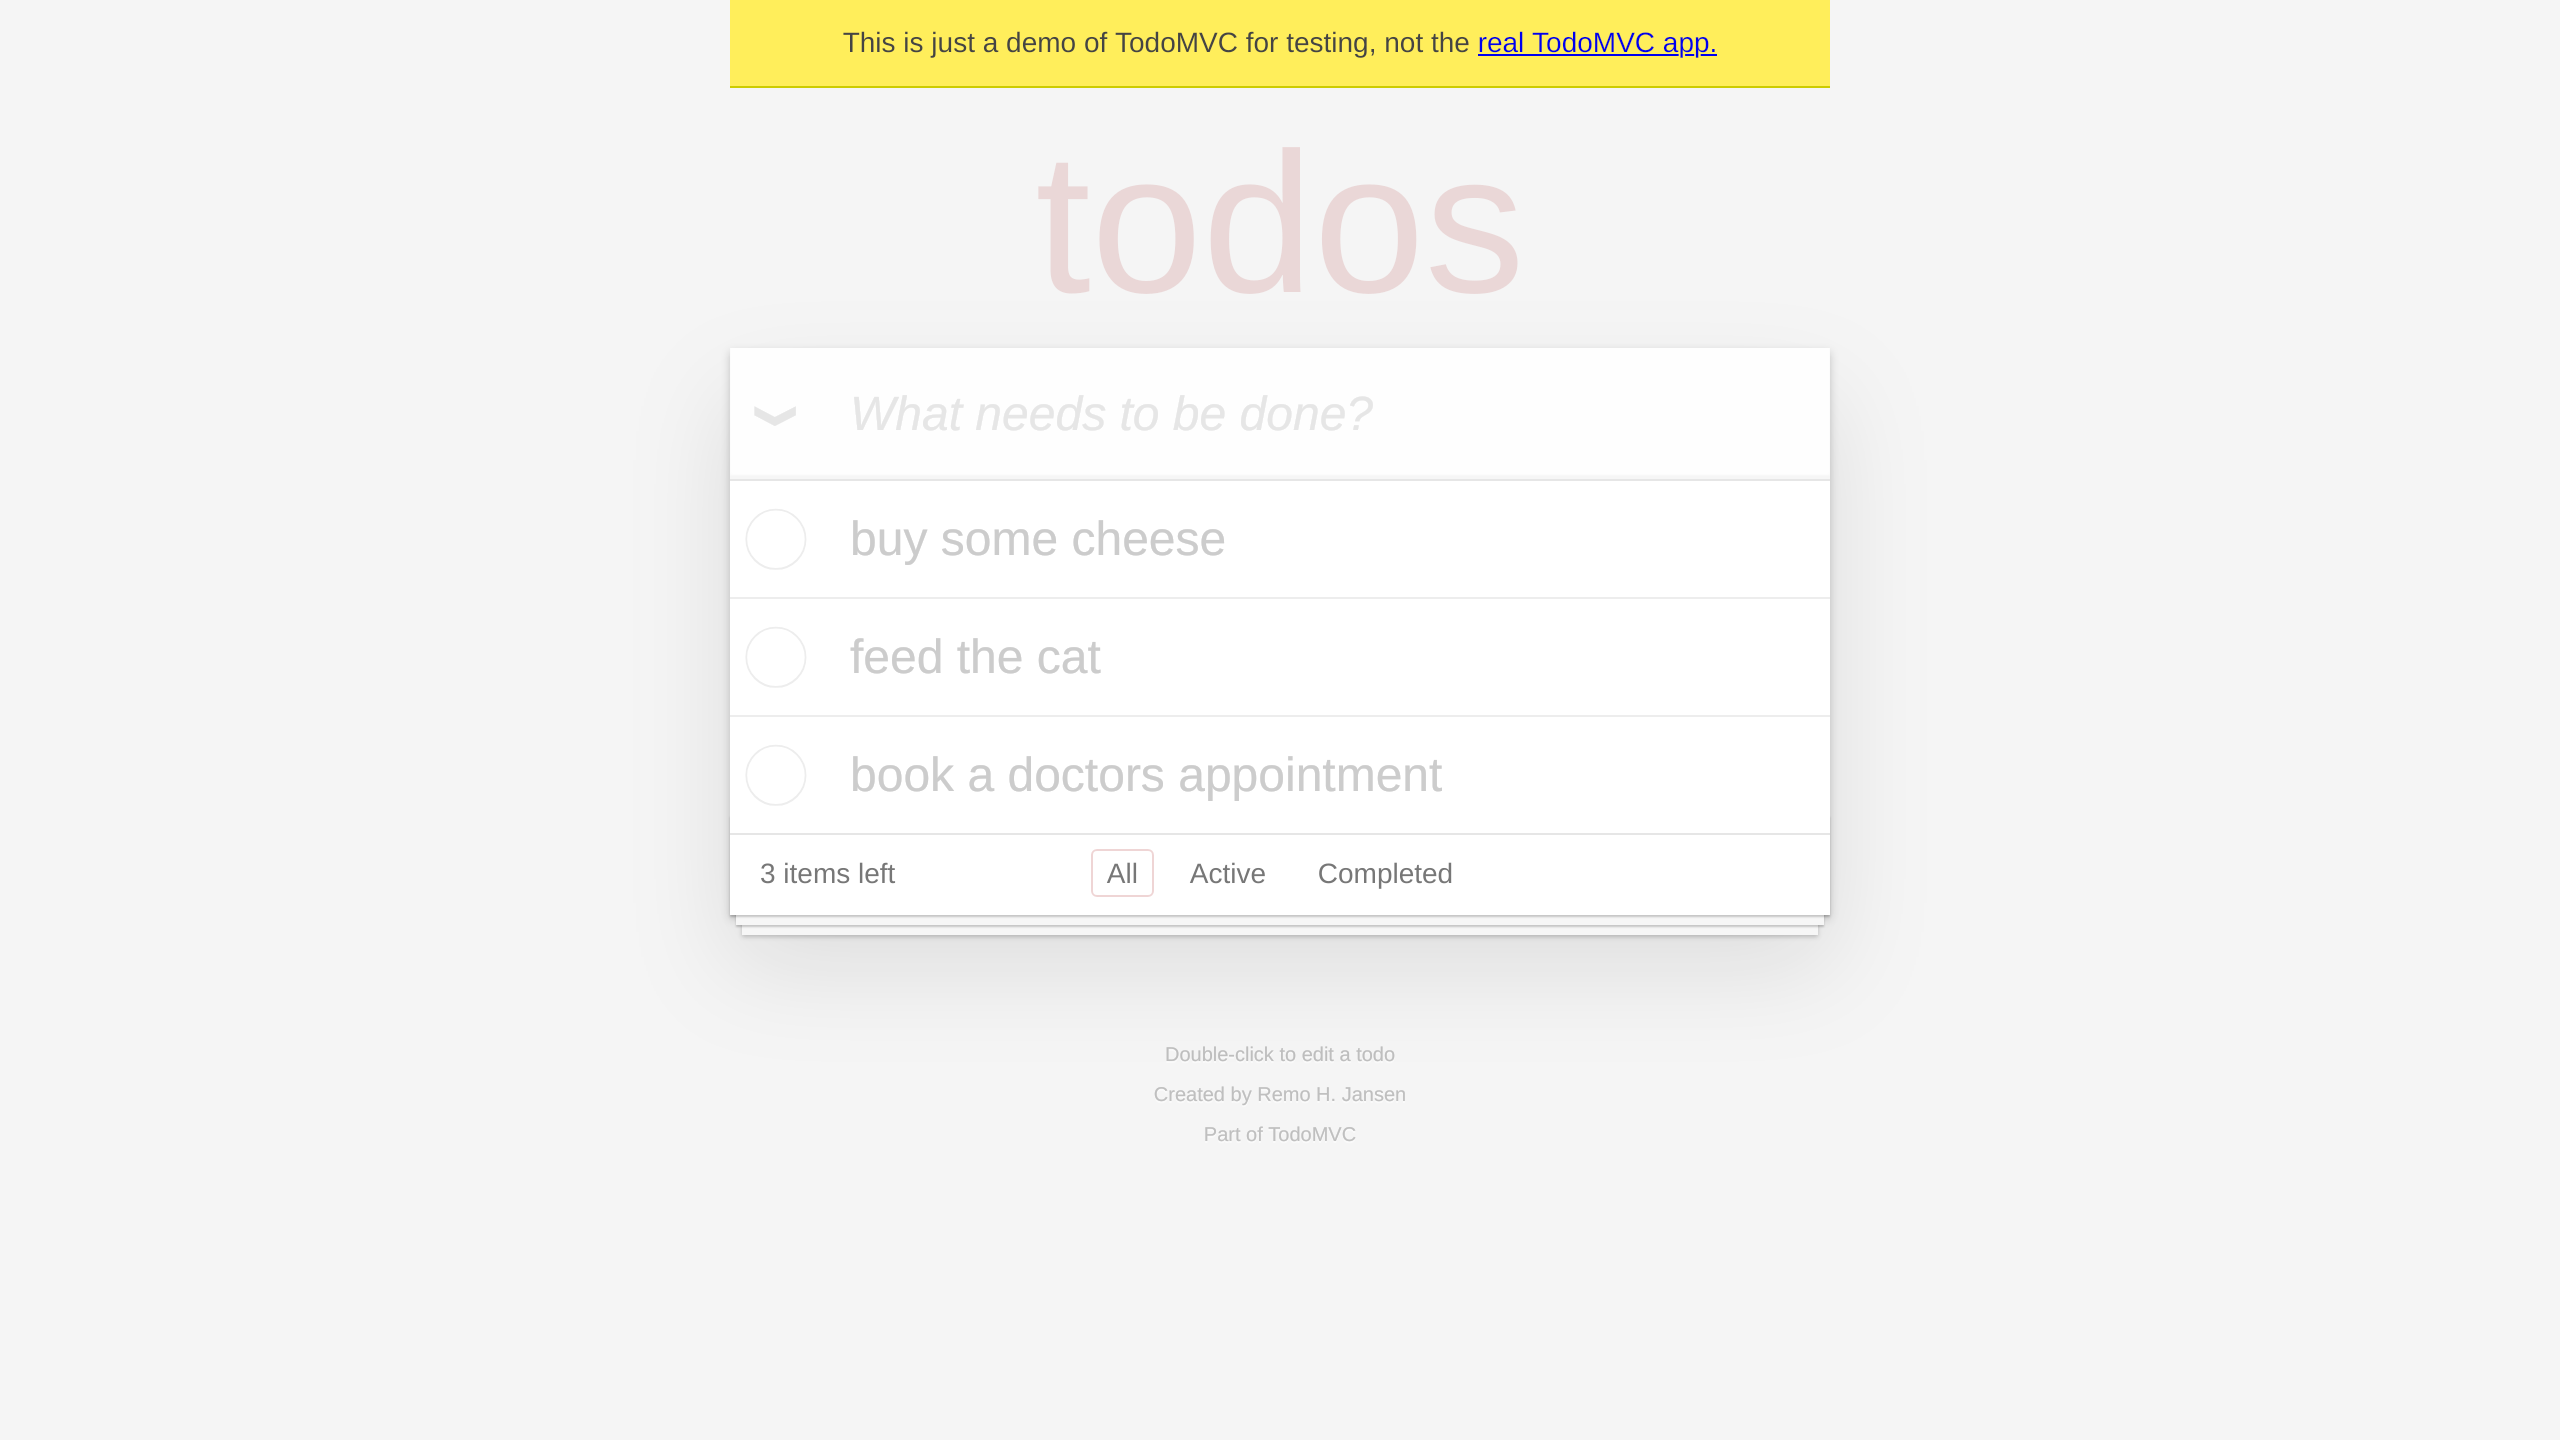 This is just a demo of TodoMVC for testing, not the real TodoMVC app.
todos
What needs to be done?
buy some cheese
feed the cat
book a doctors appointment
3 items left All Active Completed
Double-click to edit a todo
Created by Remo H. Jansen
Part of TodoMVC